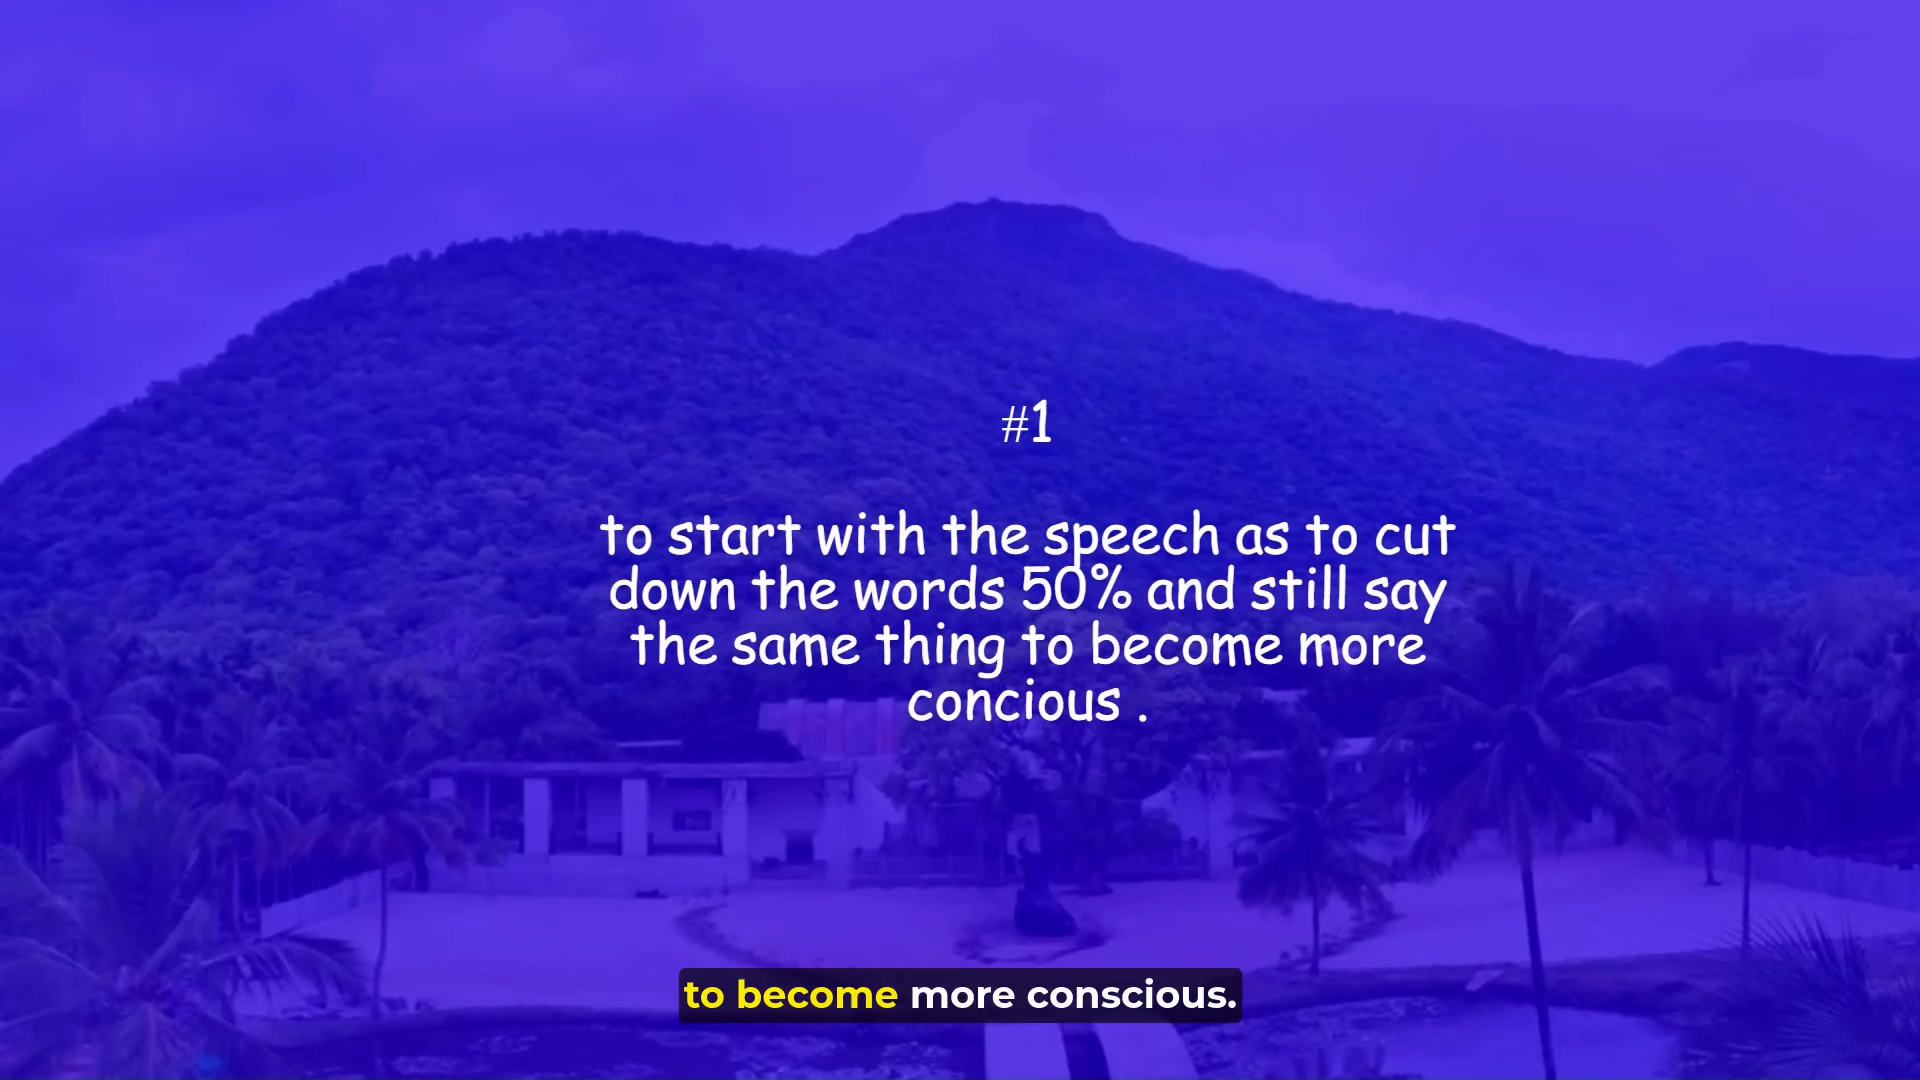 #1
to start with the speech as to cut
down the words 50% and still say
the same thing to become more
concious .
to become more conscious.